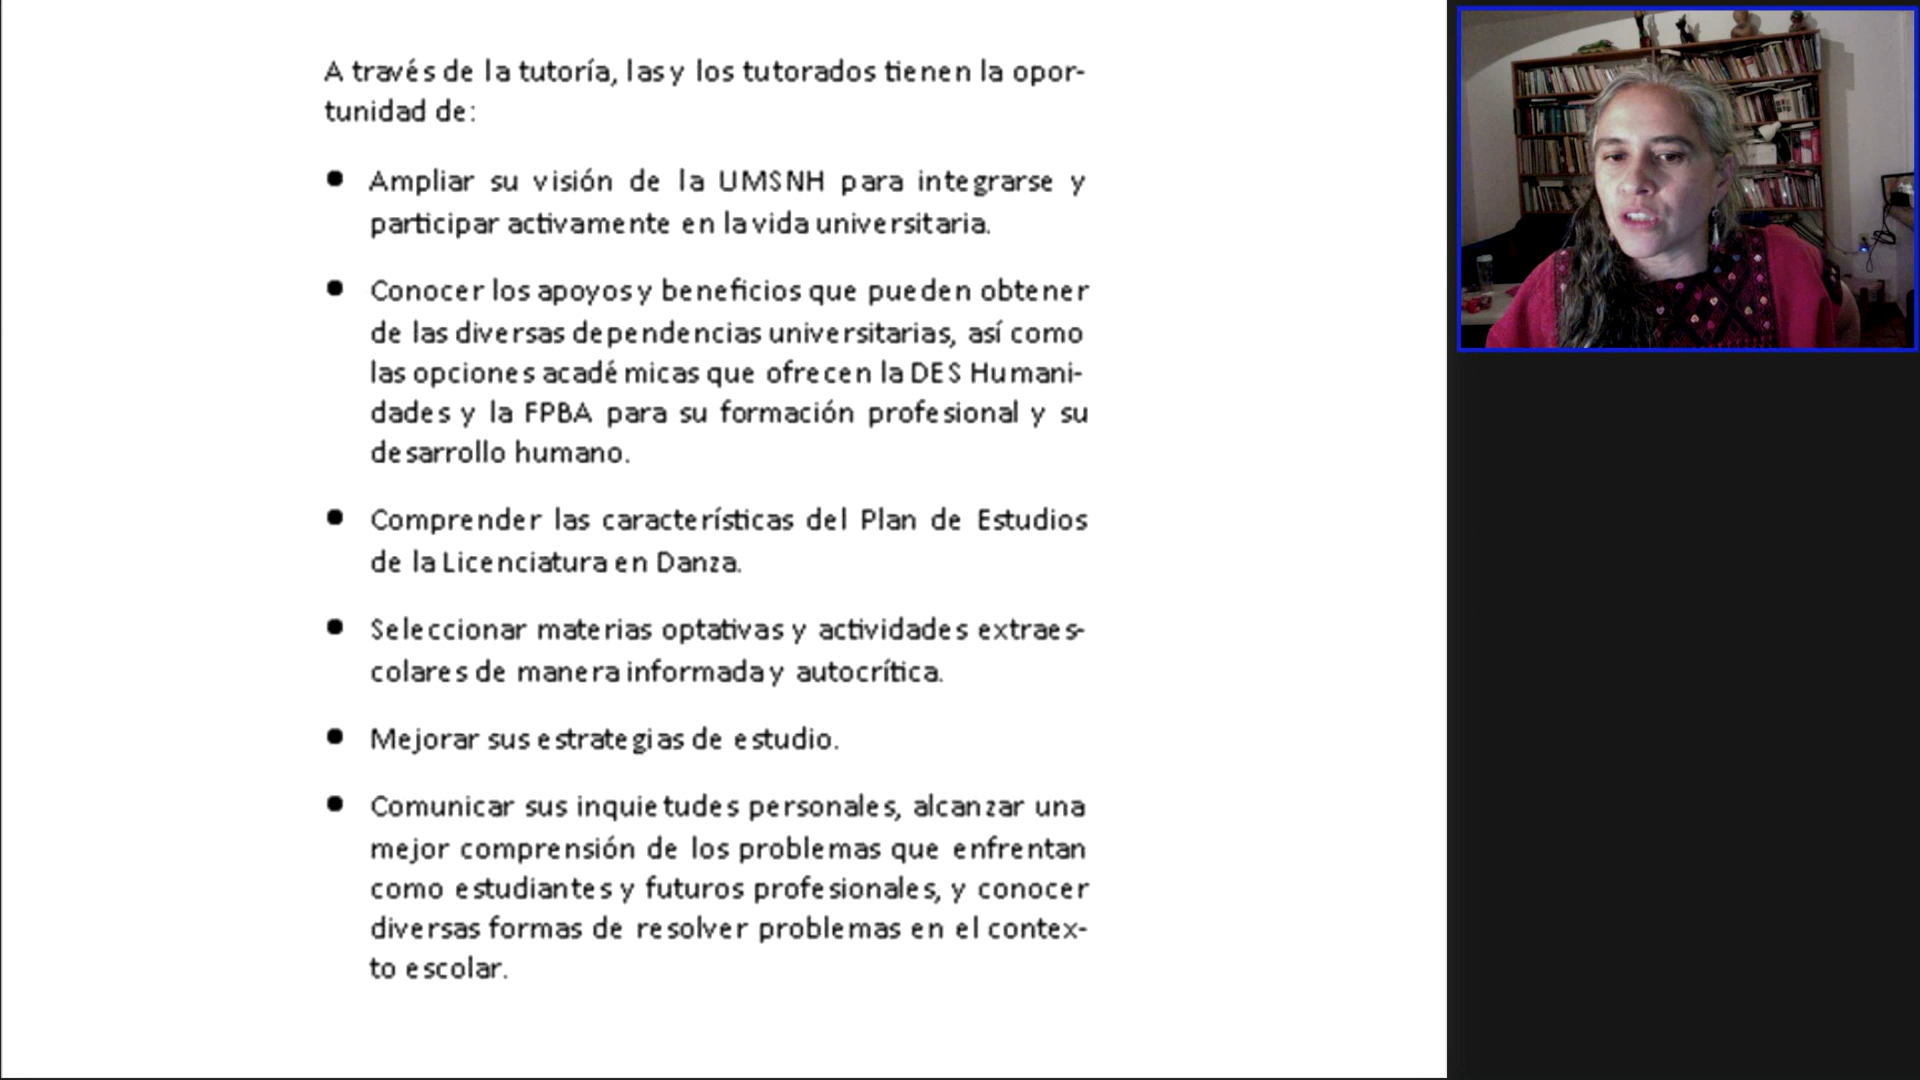 A través de la tutoría, las y los tutorados tienen la opor-
tunidad de:
● Ampliar su visión de la UMSNH para integrarse y
participar activamente en la vida universitaria.
● Conocer los apoyos y beneficios que pueden obtener
de las diversas dependencias universitarias, así como
las opciones académicas que ofrecen la DES Humani-
dades y la FPBA para su formación profesional y su
desarrollo humano.
● Comprender las características del Plan de Estudios
de la Licenciatura en Danza.
● Seleccionar materias optativas y actividades extraes-
colares de manera informada y autocrítica.
● Mejorar sus estrategias de estudio.
● Comunicar sus inquietudes personales, alcanzar una
mejor comprensión de los problemas que enfrentan
como estudiantes y futuros profesionales, y conocer
diversas formas de resolver problemas en el contex-
to escolar.